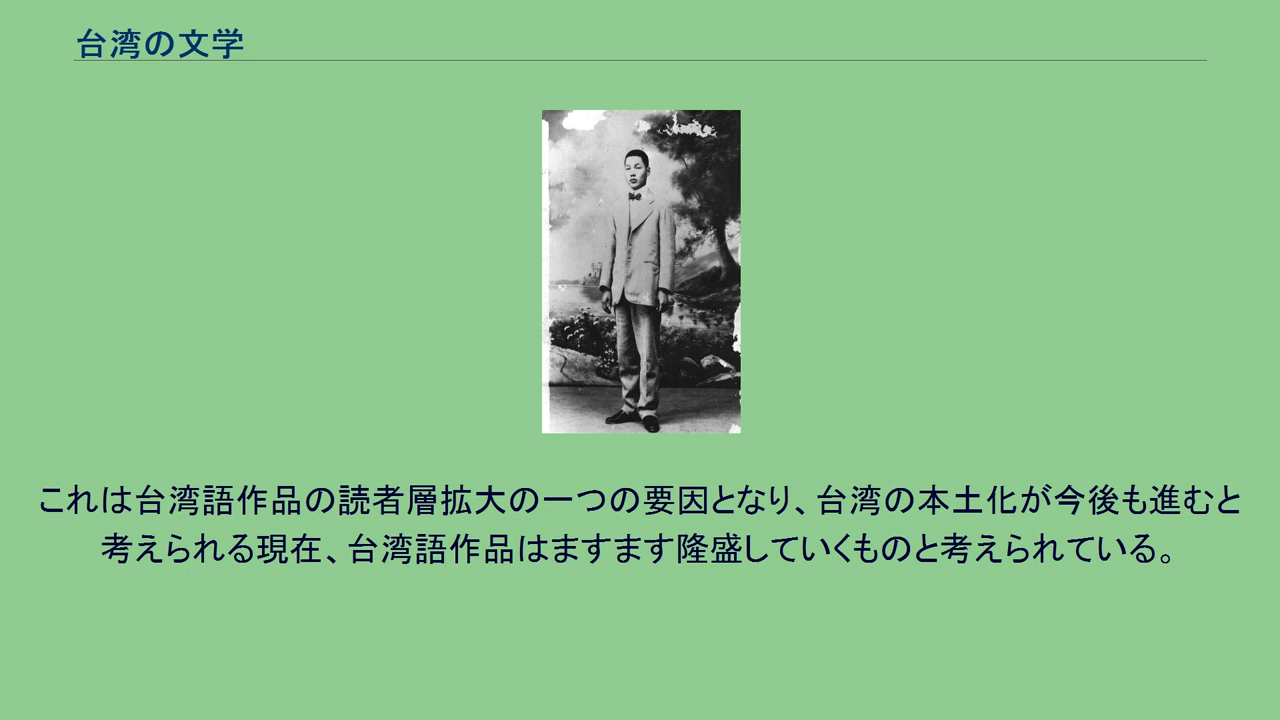 台湾の文学
これは台湾語作品の読者層拡大の一つの要因となり、台湾の本土化が今後も進むと
考えられる現在、台湾語作品はますます隆盛していくものと考えられている。